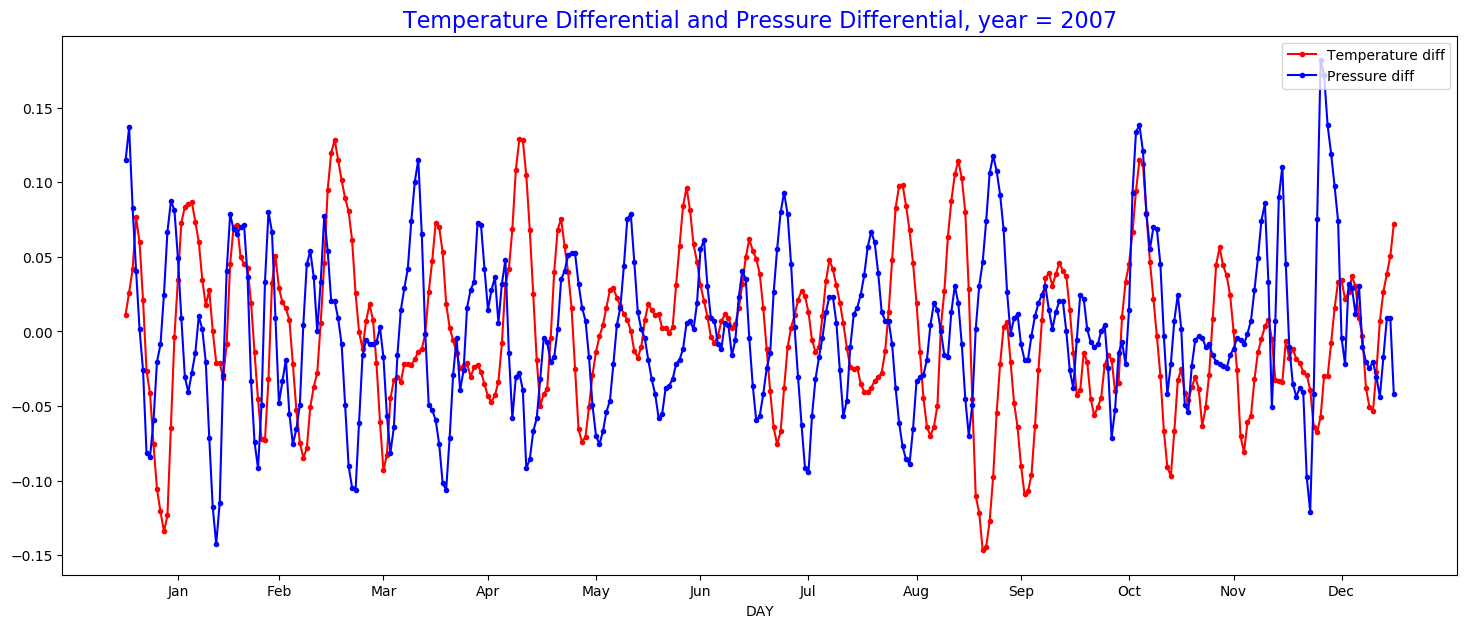 Temperature Differential and Pressure Differential, year = 2007
Temperature diff
Pressure diff
0.15
0.10
0.05
0.00
−0.05
−0.10
−0.15
Jan Feb Mar Apr May Jun Jul Aug Sep Oct Nov Dec
DAY